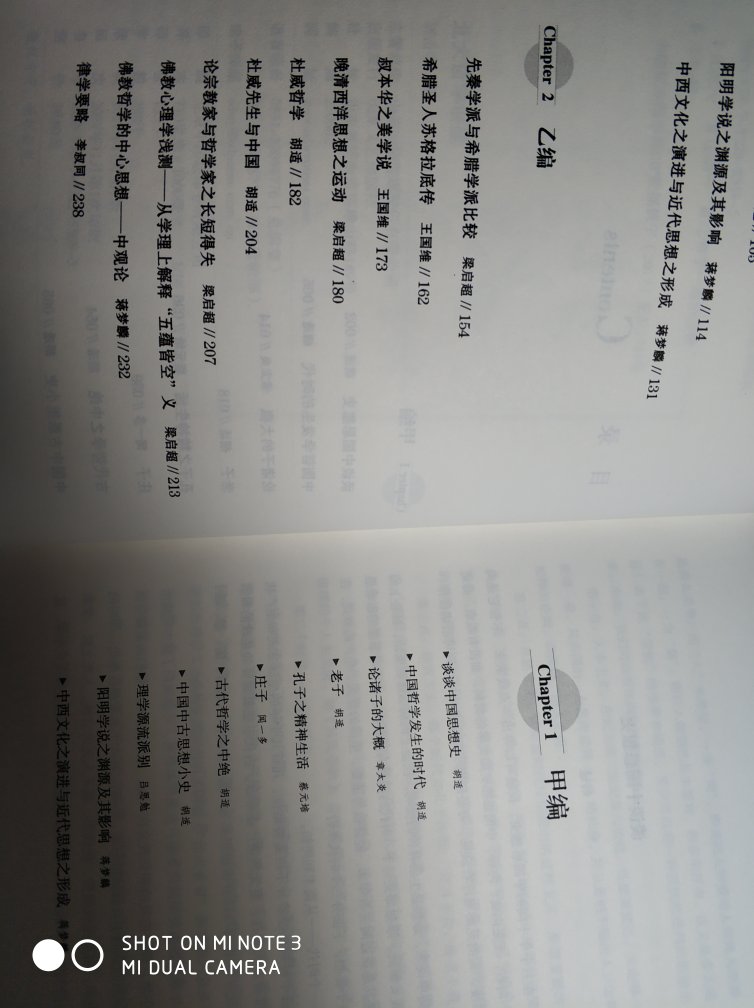 阳明学说之渊源及其影响 蒋梦麟 // 114
中西文化之演进与近代思想之形成 蒋梦麟 // 131
Chapter 2 乙编
先秦学派与希腊学派比较 梁启超 // 154
希腊圣人苏格拉底传 王国维 // 162
叔本华之美学说 王国维 // 173
晚清西洋思想之运动 梁启超 // 180
杜威哲学 胡适 // 182
杜威先生与中国 胡适 // 204
论宗教家与哲学家之长短得失 梁启超 // 207
佛教心理学浅测——从学理上解释“五蕴皆空”义 梁启超 // 213
佛教哲学的中心思想——中观论 蒋梦麟 // 232
律学要略 李叔同 // 238
Chapter 1 甲编
▸ 谈谈中国思想史 胡适
▸ 中国哲学发生的时代 胡适
▸ 论诸子的大概 章太炎
▸ 老子 胡适
▸ 孔子之精神生活 蔡元培
▸ 庄子 闻一多
▸ 古代哲学之中绝 胡适
▸ 中国中古思想小史 胡适
▸ 理学源流派别 吕思勉
▸ 阳明学说之渊源及其影响 蒋梦麟
▸ 中西文化之演进与近代思想之形成 蒋梦
SHOT ON MI NOTE 3
MI DUAL CAMERA